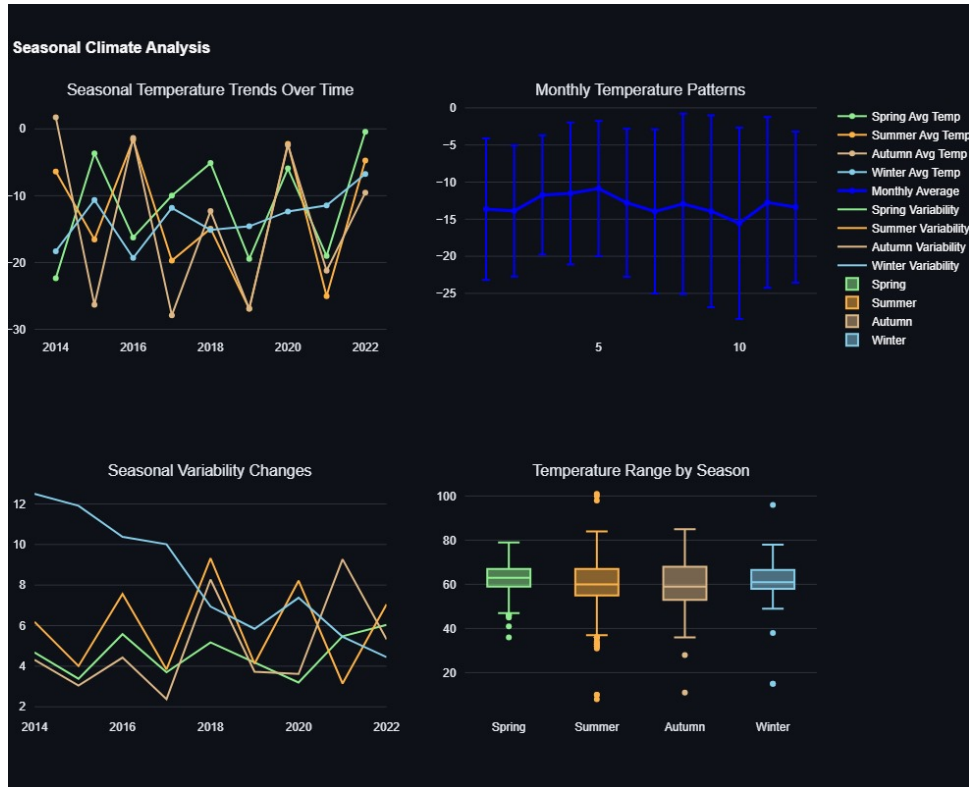 Seasonal Climate Analysis
Seasonal Temperature Trends Over Time
0
−10
−20
−30
2014 2016 2018 2020 2022
Monthly Temperature Patterns
0
−5
−10
−15
−20
−25
5 10
Spring Avg Temp
Summer Avg Temp
Autumn Avg Temp
Winter Avg Temp
Monthly Average
Spring Variability
Summer Variability
Autumn Variability
Winter Variability
Spring
Summer
Autumn
Winter
Seasonal Variability Changes
12
10
8
6
4
2
2014 2016 2018 2020 2022
Temperature Range by Season
100
80
60
40
20
Spring Summer Autumn Winter